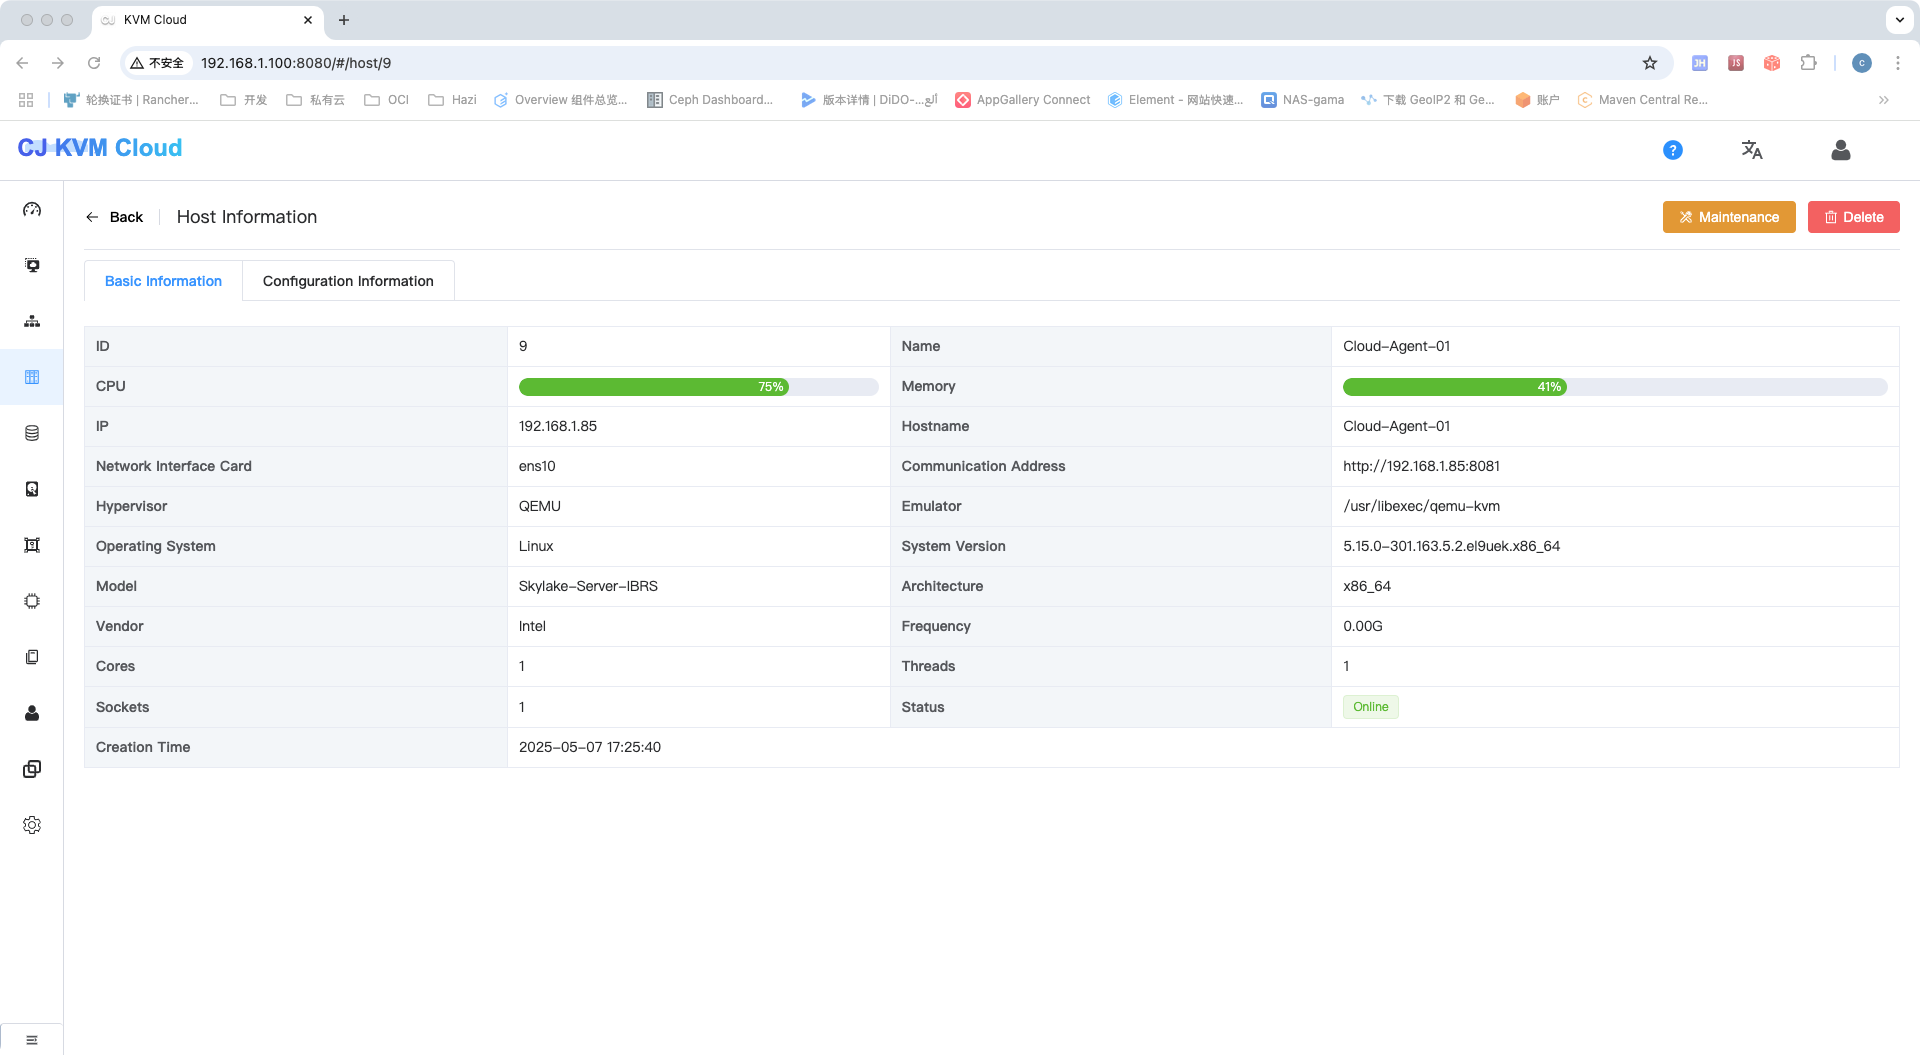 KVM Cloud
不安全 192.168.1.100:8080/#/host/9
JH JS C
轮换证书 | Rancher... 开发 私有云 OCI Hazi Overview 组件总览... Ceph Dashboard... 版本详情 | DiDO-... AppGallery Connect Element - 网站快速... NAS-gama 下载 GeoIP2 和 Ge... 账户 Maven Central Re...
CJ KVM Cloud
Back Host Information Maintenance Delete
Basic Information Configuration Information
ID 9 Name Cloud-Agent-01
CPU 75% Memory 41%
IP 192.168.1.85 Hostname Cloud-Agent-01
Network Interface Card ens10 Communication Address http://192.168.1.85:8081
Hypervisor QEMU Emulator /usr/libexec/qemu-kvm
Operating System Linux System Version 5.15.0-301.163.5.2.el9uek.x86_64
Model Skylake-Server-IBRS Architecture x86_64
Vendor Intel Frequency 0.00G
Cores 1 Threads 1
Sockets 1 Status Online
Creation Time 2025-05-07 17:25:40